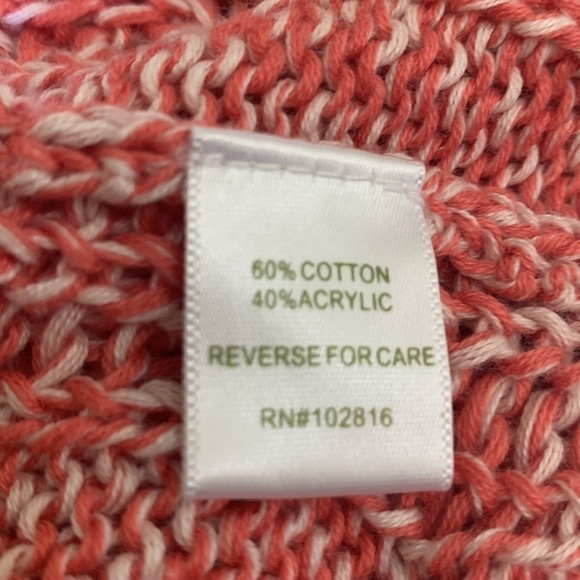 60% COTTON
40%ACRYLIC
REVERSE FOR CARE
RN#102816